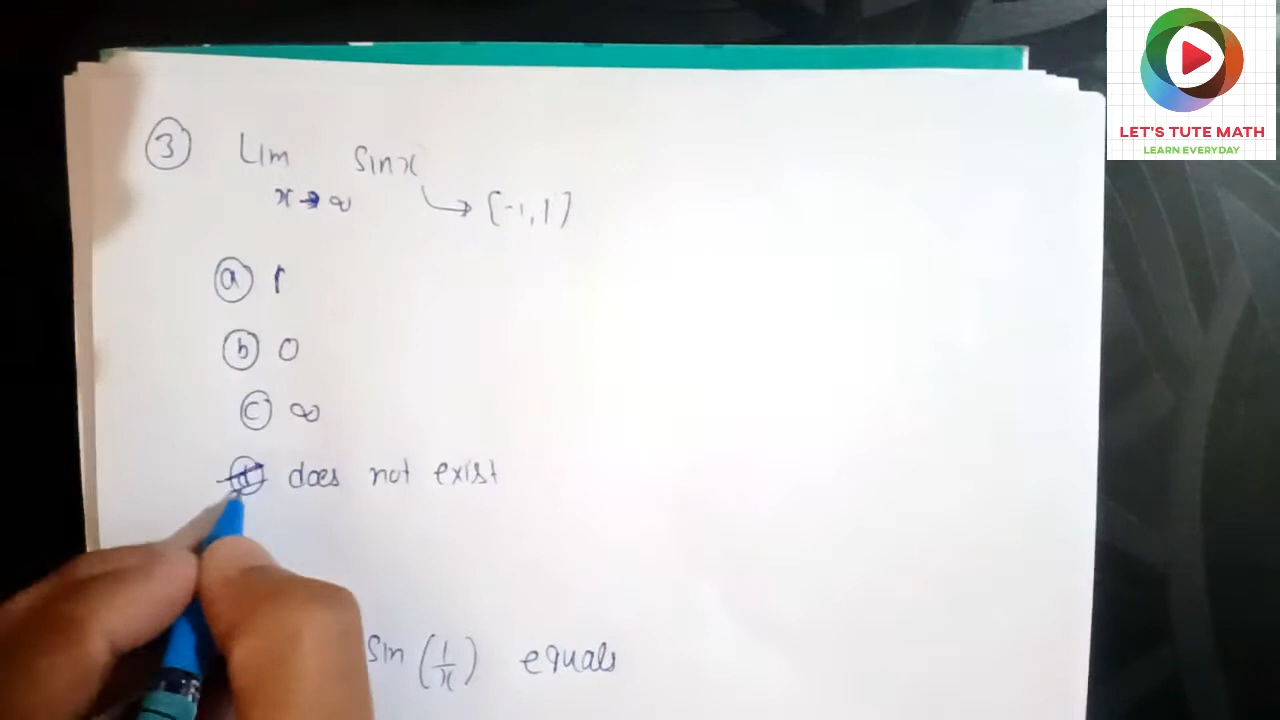 ③ Lim sinx
x→∞ ↳ [-1, 1]
ⓐ 1
ⓑ 0
ⓒ ∞
ⓓ does not exist
sin (1/x) equals
LET'S TUTE MATH
LEARN EVERYDAY